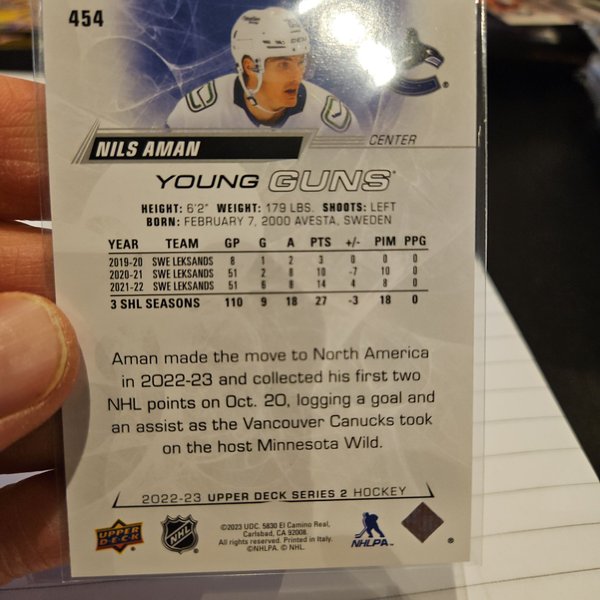 454
NILS AMAN
CENTER
YOUNG GUNS
HEIGHT: 6'2" WEIGHT: 179 LBS. SHOOTS: LEFT
BORN: FEBRUARY 7, 2000 AVESTA, SWEDEN
YEAR TEAM GP G A PTS +/- PIM PPG
2019-20 SWE LEKSANDS 8 1 2 3 0 0 0
2020-21 SWE LEKSANDS 51 2 8 10 -7 10 0
2021-22 SWE LEKSANDS 51 6 8 14 4 8 0
3 SHL SEASONS 110 9 18 27 -3 18 0
Aman made the move to North America
in 2022-23 and collected his first two
NHL points on Oct. 20, logging a goal and
an assist as the Vancouver Canucks took
on the host Minnesota Wild.
2022-23 UPPER DECK SERIES 2 HOCKEY
UPPER DECK
NHL
©2023 UDC. 5830 El Camino Real,
Carlsbad, CA 92008.
All rights reserved. Printed in Italy.
©NHLPA. © NHL.
NHLPA
®